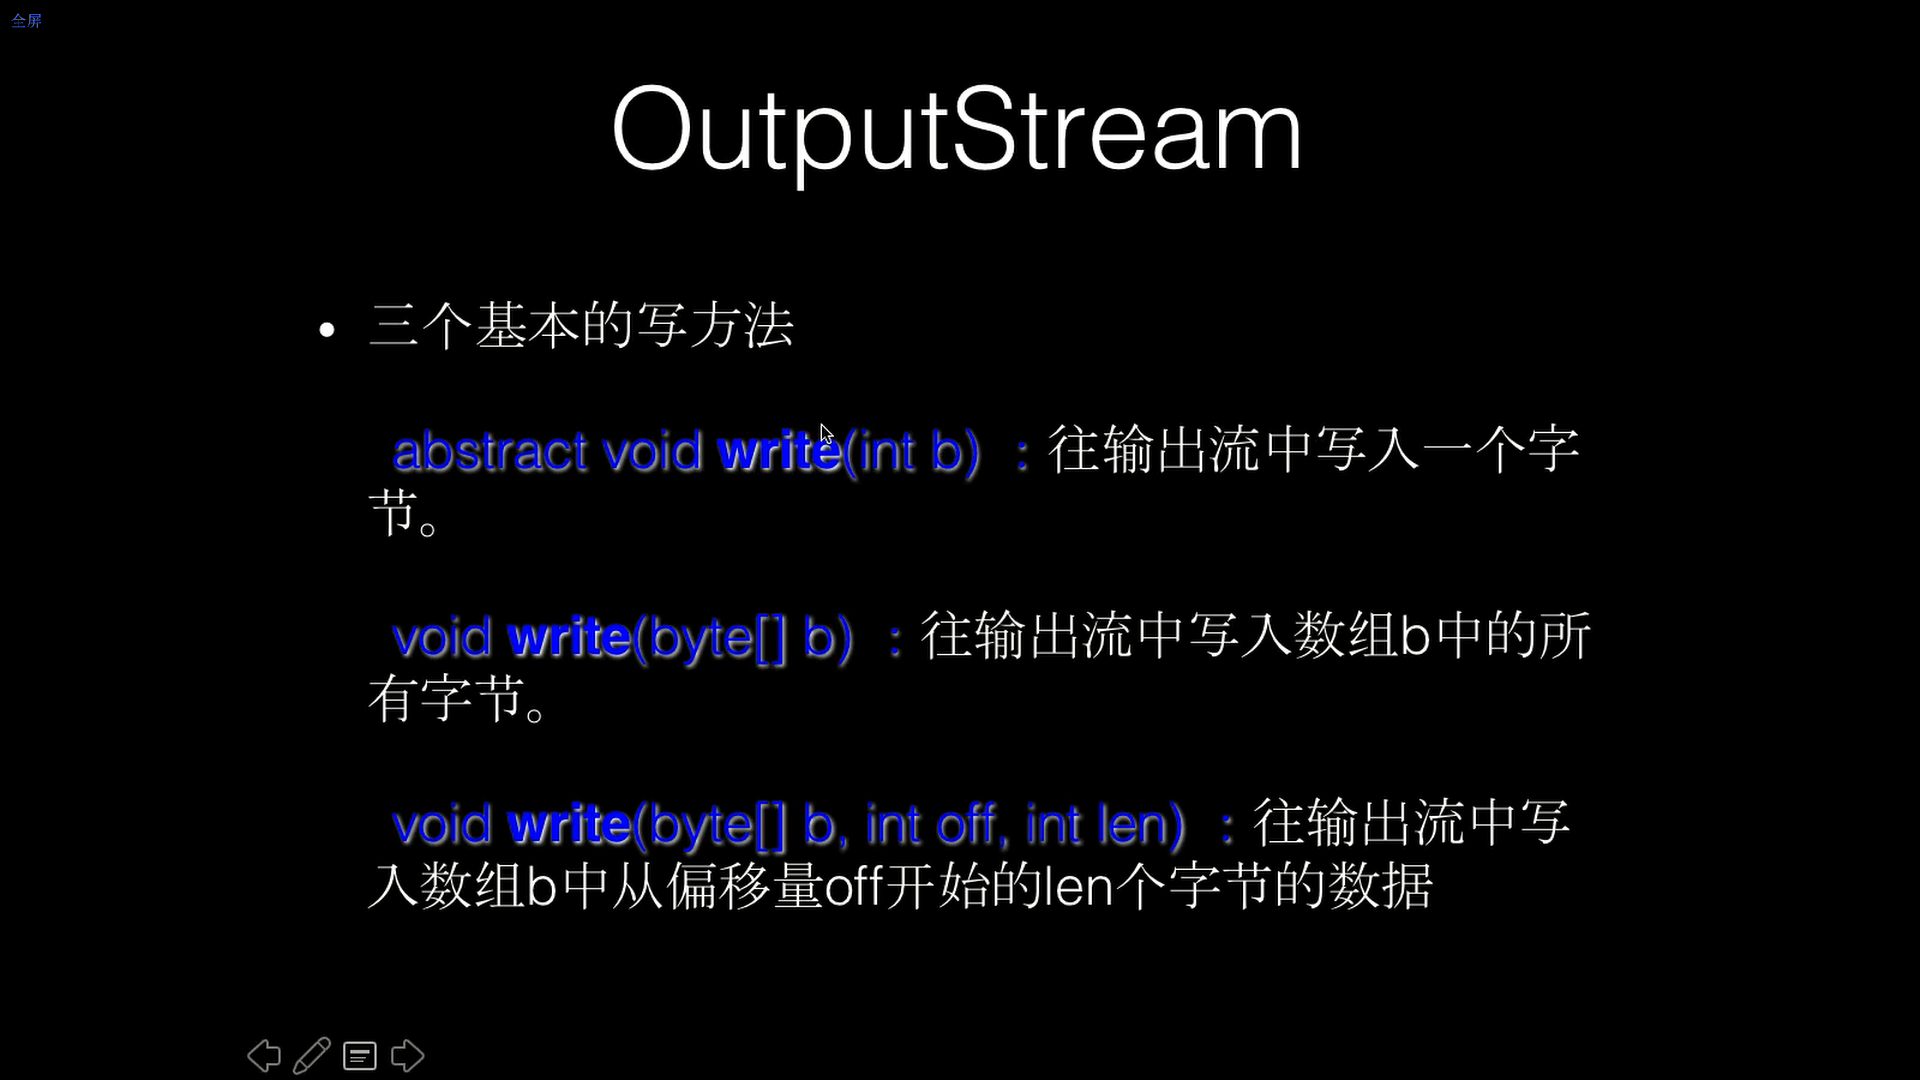 全屏
OutputStream
• 三个基本的写方法
abstract void write(int b) ：往输出流中写入一个字
节。
void write(byte[] b) ：往输出流中写入数组b中的所
有字节。
void write(byte[] b, int off, int len) ：往输出流中写
入数组b中从偏移量off开始的len个字节的数据